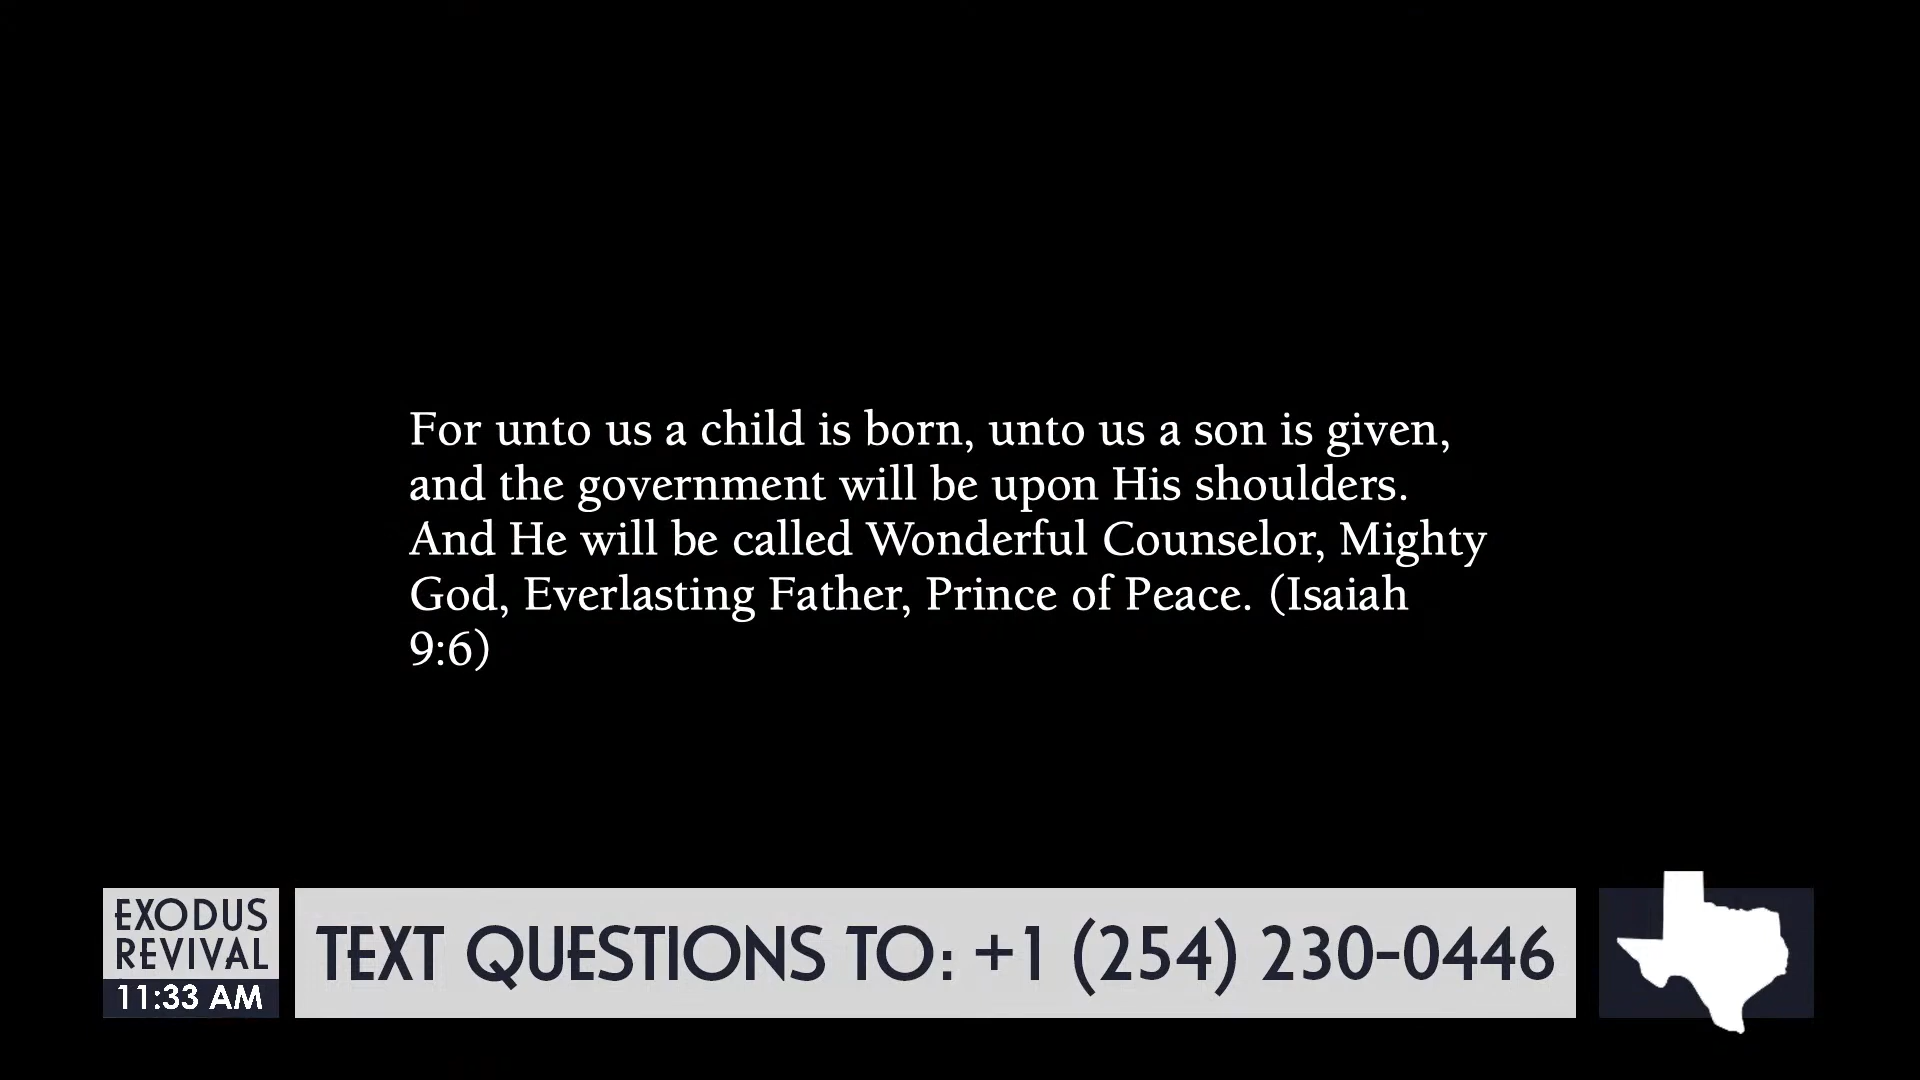 For unto us a child is born, unto us a son is given,
and the government will be upon His shoulders.
And He will be called Wonderful Counselor, Mighty
God, Everlasting Father, Prince of Peace. (Isaiah
9:6)
EXODUS
REVIVAL
11:33 AM
TEXT QUESTIONS TO: +1 (254) 230-0446